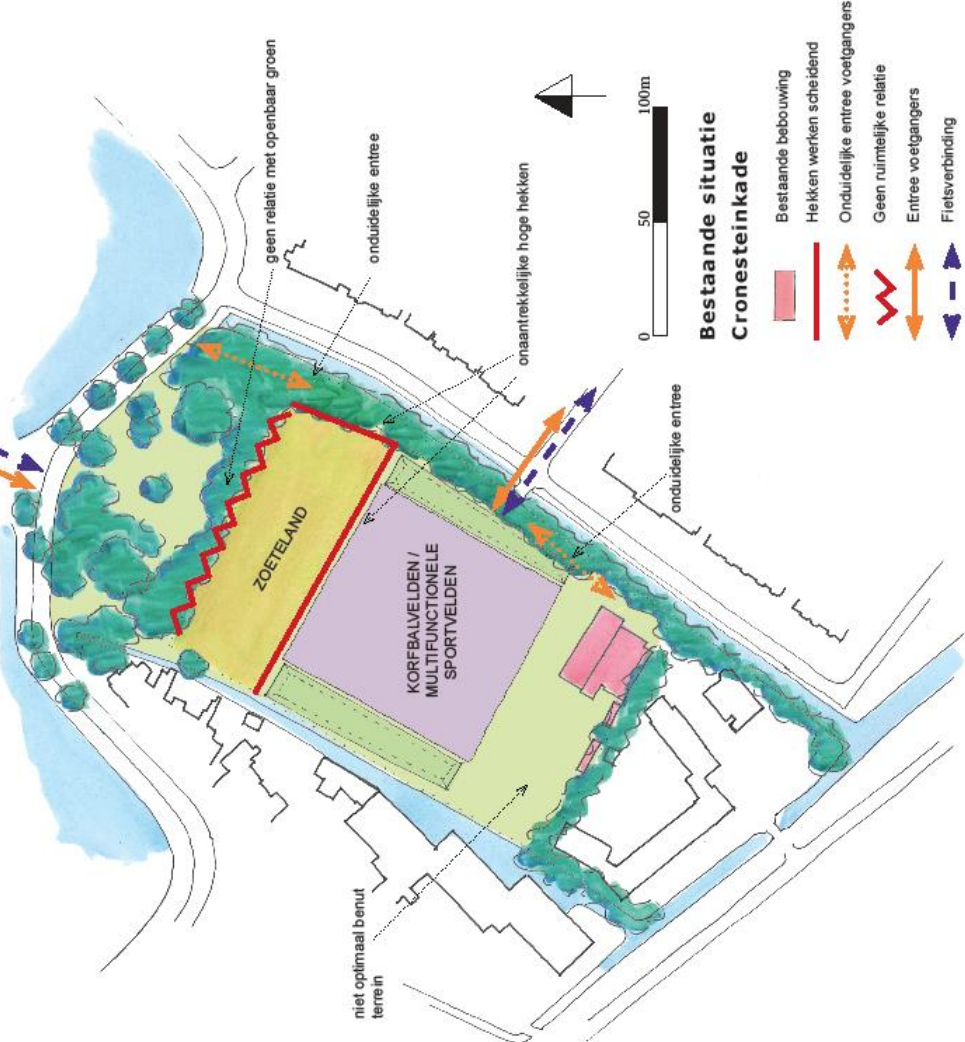 geen relatie met openbaar groen
onduidelijke entree
onaantrekkelijke hoge hekken
ZOETELAND
KORFBALVELDEN /
MULTIFUNCTIONELE
SPORTVELDEN
onduidelijke entree
niet optimaal benut
terrein
0 50 100m
Bestaande situatie
Cronesteinkade
Bestaande bebouwing
Hekken werken scheidend
Onduidelijke entree voetgangers
Geen ruimtelijke relatie
Entree voetgangers
Fietsverbinding